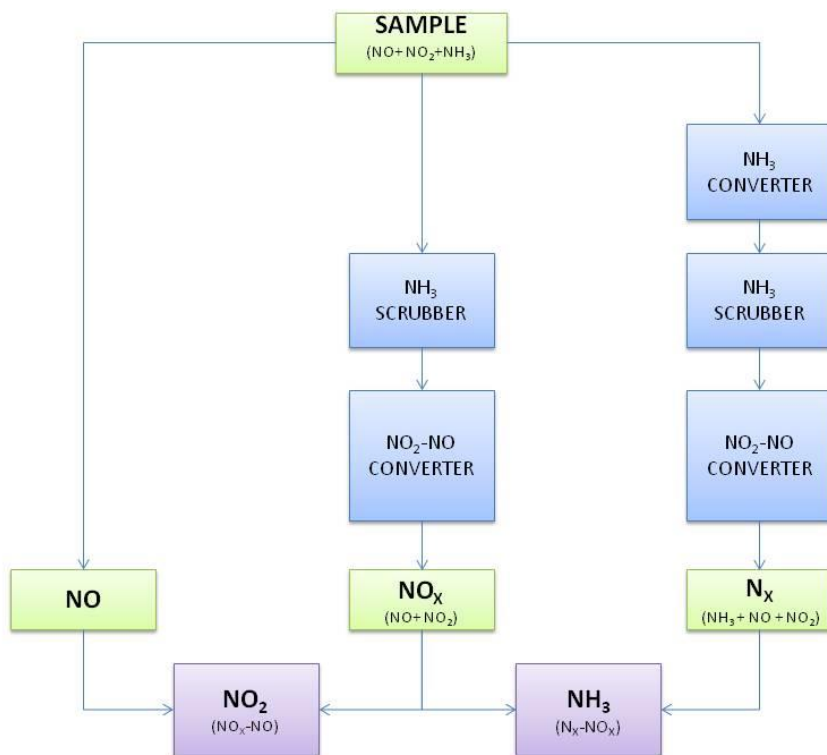 SAMPLE
(NO+ NO₂+NH₃)
NH₃
CONVERTER
NH₃
SCRUBBER
NH₃
SCRUBBER
NO₂-NO
CONVERTER
NO₂-NO
CONVERTER
NO
NOₓ
(NO+ NO₂)
Nₓ
(NH₃ + NO + NO₂)
NO₂
(NOₓ-NO)
NH₃
(Nₓ-NOₓ)